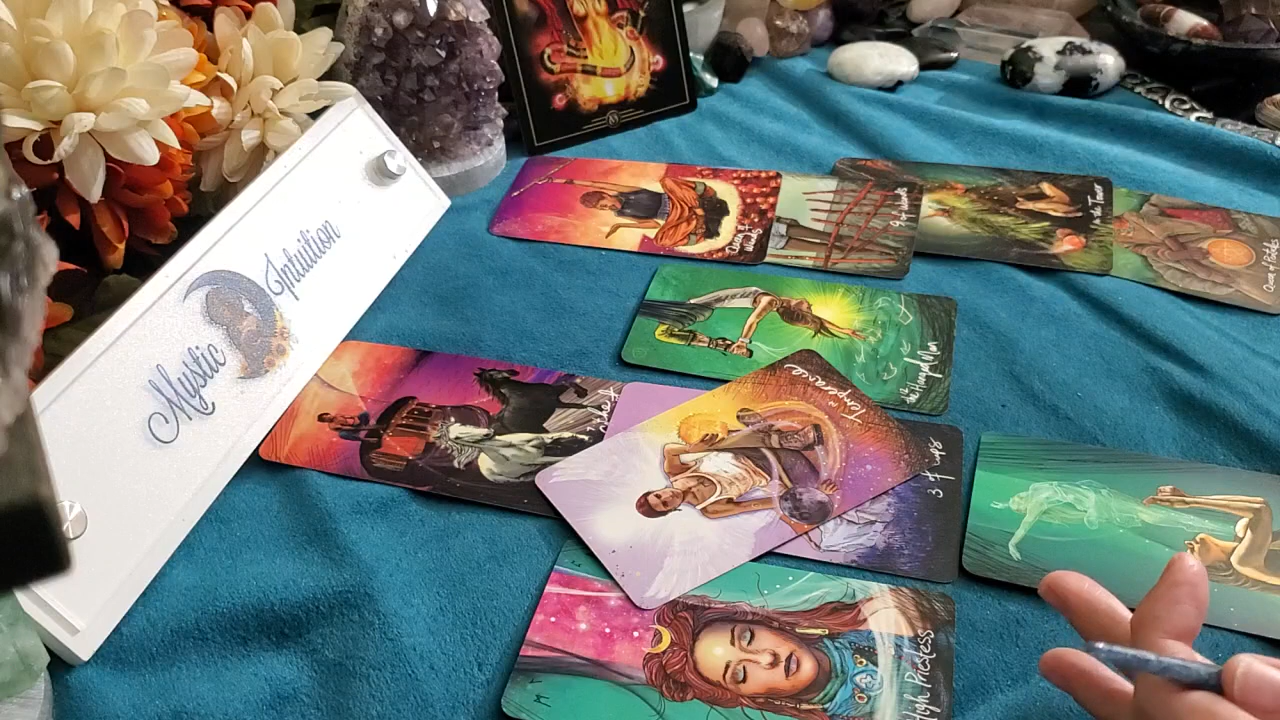 Mystic
Intuition
Queen of
Wands
9 of Wands
the Tower
Queen of Pentacles
the Hanged Man
12
Temperance
3 of cups
High Priestess